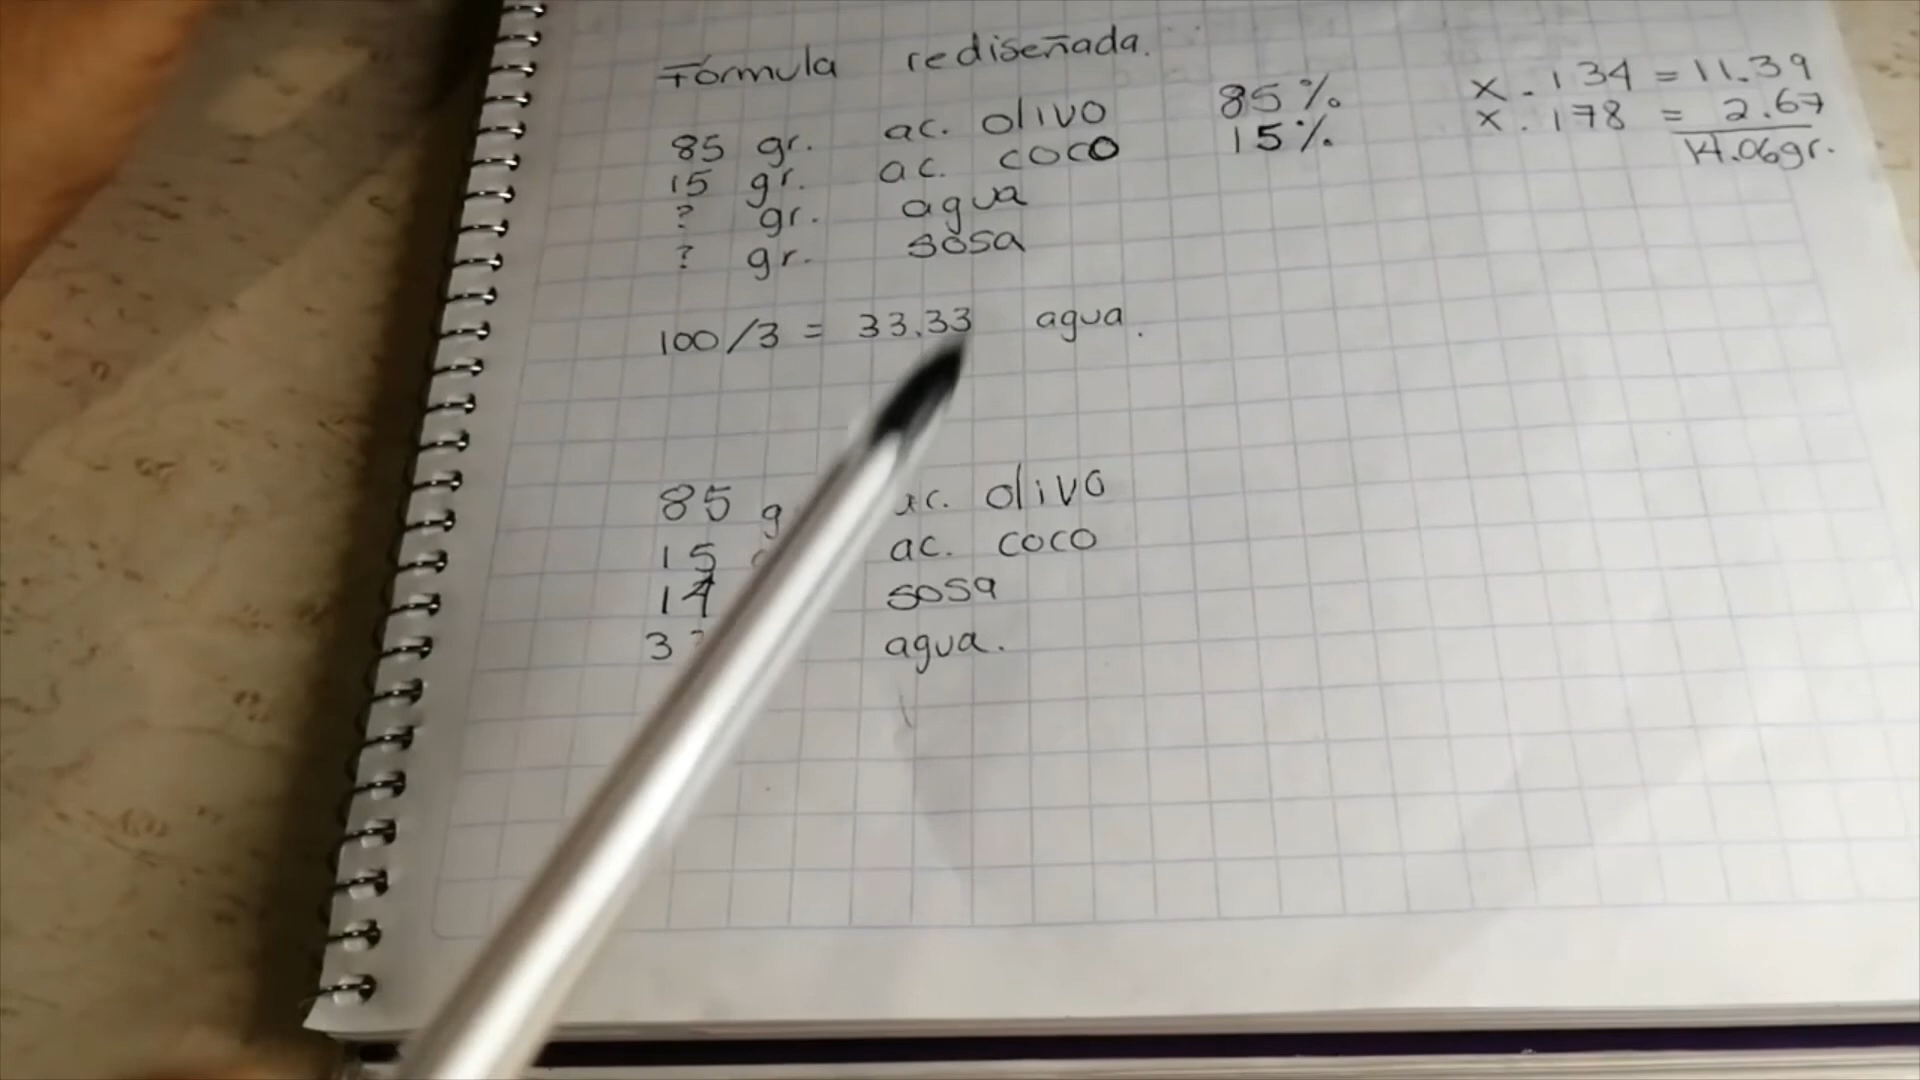 Fórmula rediseñada.
85 gr. ac. olivo 85% x .134 = 11.39
15 gr. ac. coco 15% x .178 = 2.67
14.06gr.
? gr. agua
? gr. sosa
100/3 = 33.33 agua.
85 g ac. olivo
15 ac. coco
14 sosa
3 agua.